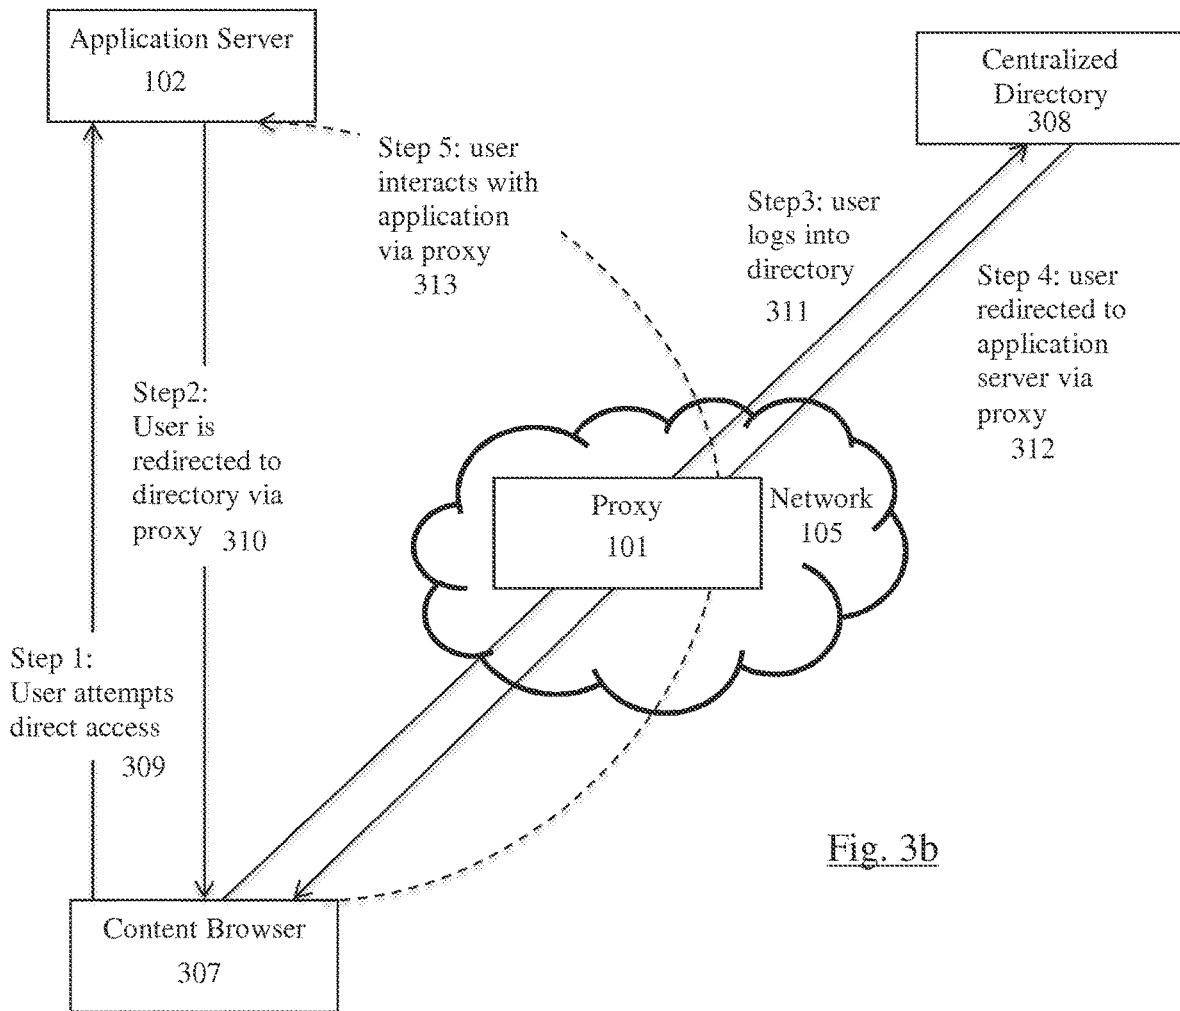 Application Server
102
Centralized
Directory
308
Step 5: user
interacts with
application
via proxy
313
Step3: user
logs into
directory
311
Step 4: user
redirected to
application
server via
proxy
312
Step2:
User is
redirected to
directory via
proxy
310
Proxy
101
Network
105
Step 1:
User attempts
direct access
309
Fig. 3b
Content Browser
307